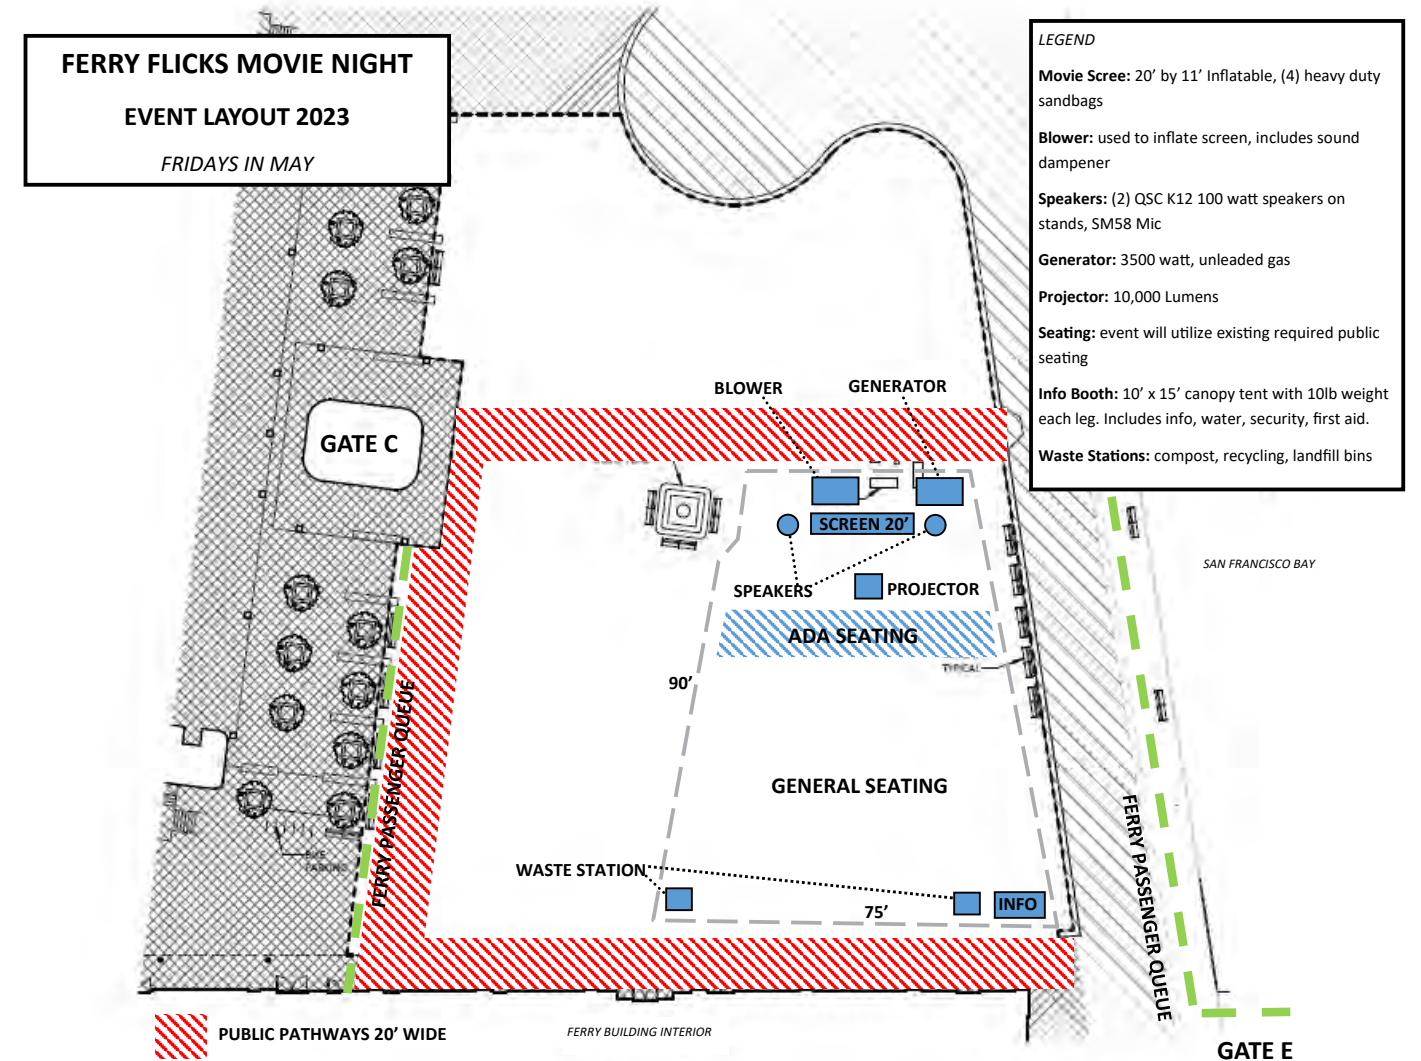 FERRY FLICKS MOVIE NIGHT
EVENT LAYOUT 2023
FRIDAYS IN MAY
LEGEND
Movie Scree: 20’ by 11’ Inflatable, (4) heavy duty
sandbags
Blower: used to inflate screen, includes sound
dampener
Speakers: (2) QSC K12 100 watt speakers on
stands, SM58 Mic
Generator: 3500 watt, unleaded gas
Projector: 10,000 Lumens
Seating: event will utilize existing required public
seating
Info Booth: 10’ x 15’ canopy tent with 10lb weight
each leg. Includes info, water, security, first aid.
Waste Stations: compost, recycling, landfill bins
BLOWER
GENERATOR
GATE C
SCREEN 20’
SPEAKERS
PROJECTOR
ADA SEATING
TYPICAL
90’
GENERAL SEATING
FERRY PASSENGER QUEUE
BIKE
PARKING
WASTE STATION
75’
INFO
SAN FRANCISCO BAY
FERRY PASSENGER QUEUE
GATE E
PUBLIC PATHWAYS 20’ WIDE
FERRY BUILDING INTERIOR